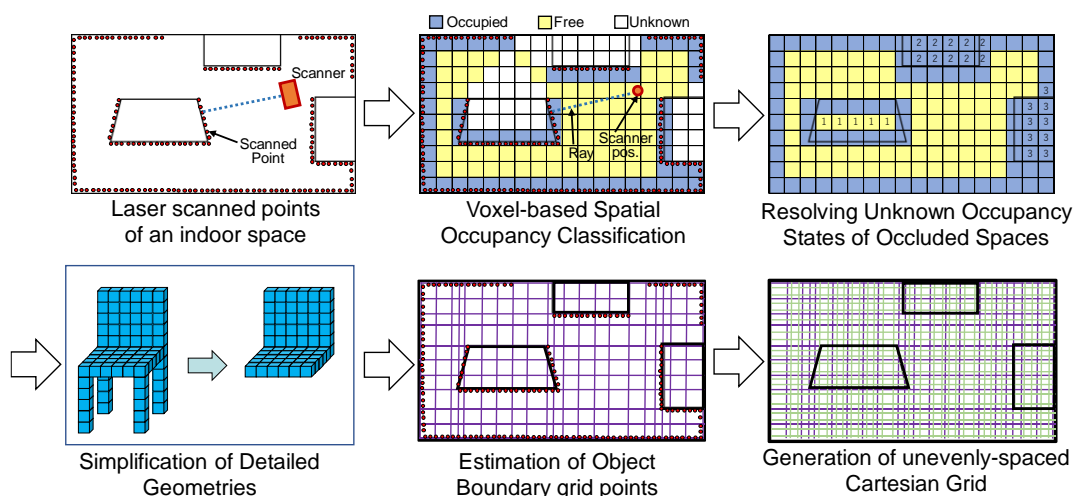 Scanner
Scanned
Point
Laser scanned points
of an indoor space
Occupied Free Unknown
Ray
Scanner
pos.
Voxel-based Spatial
Occupancy Classification
2 2 2 2 2
2 2 2 2
1 1 1 1 1
3
3 3
3 3
3 3
3 3
Resolving Unknown Occupancy
States of Occluded Spaces
Simplification of Detailed
Geometries
Estimation of Object
Boundary grid points
Generation of unevenly-spaced
Cartesian Grid